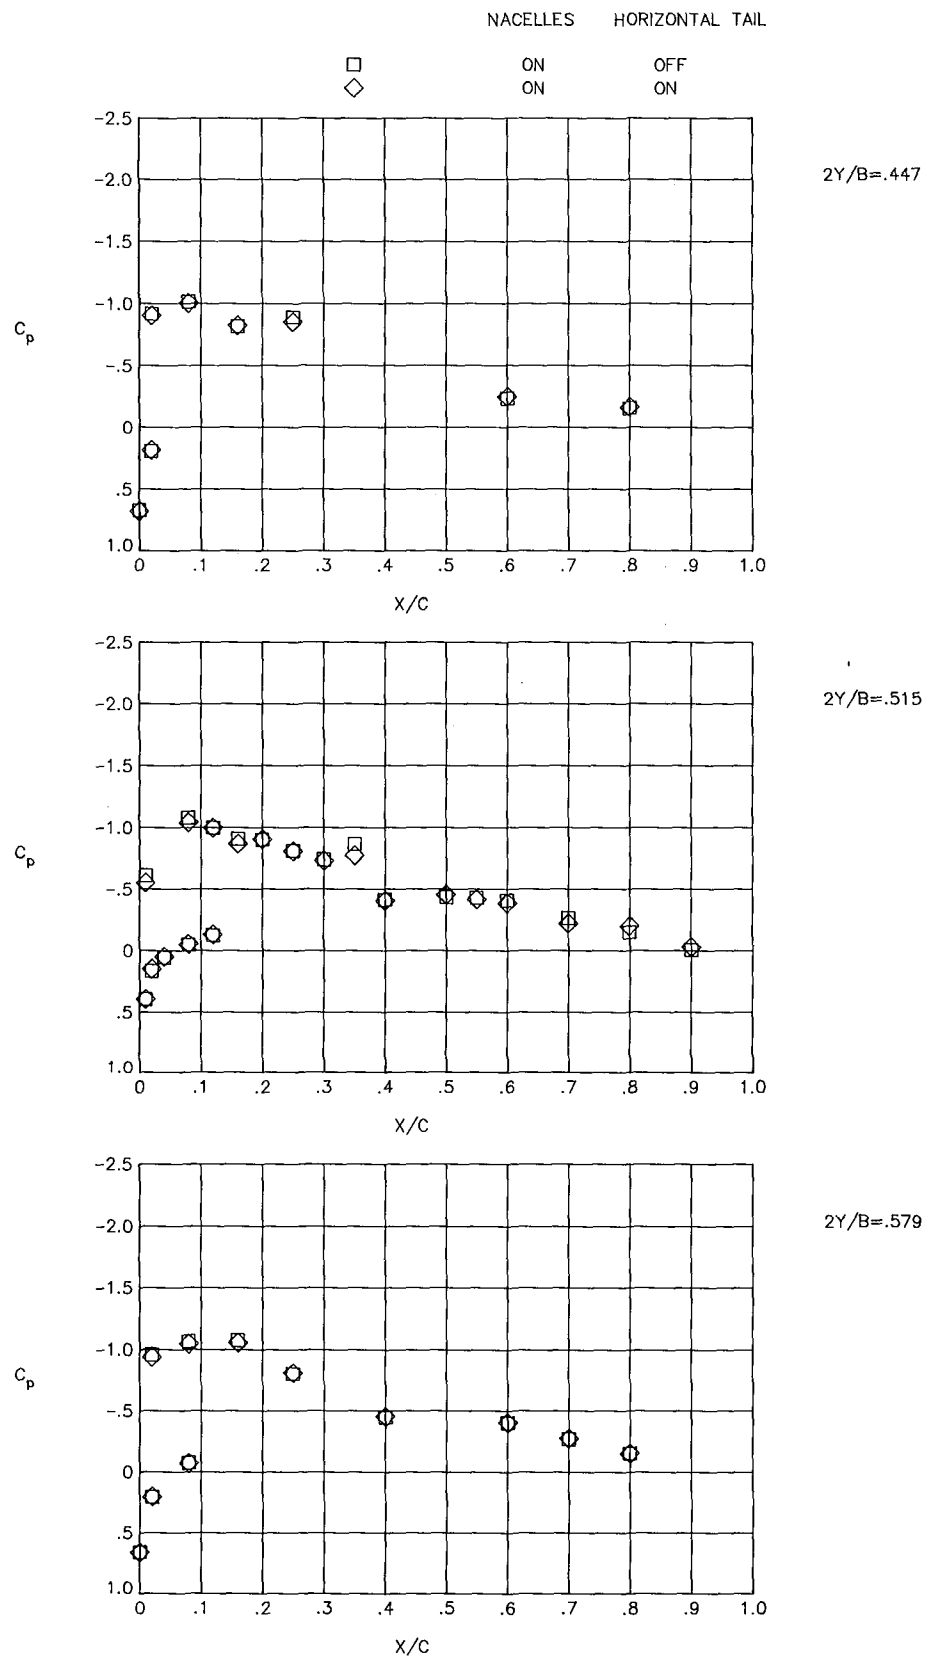 NACELLES HORIZONTAL TAIL
ON OFF
ON ON
-2.5
-2.0
2Y/B=.447
-1.5
-1.0
Cp
-.5
0
.5
1.0
0 .1 .2 .3 .4 .5 .6 .7 .8 .9 1.0
X/C
-2.5
-2.0
2Y/B=.515
-1.5
-1.0
Cp
-.5
0
.5
1.0
0 .1 .2 .3 .4 .5 .6 .7 .8 .9 1.0
X/C
-2.5
-2.0
2Y/B=.579
-1.5
-1.0
Cp
-.5
0
.5
1.0
0 .1 .2 .3 .4 .5 .6 .7 .8 .9 1.0
X/C